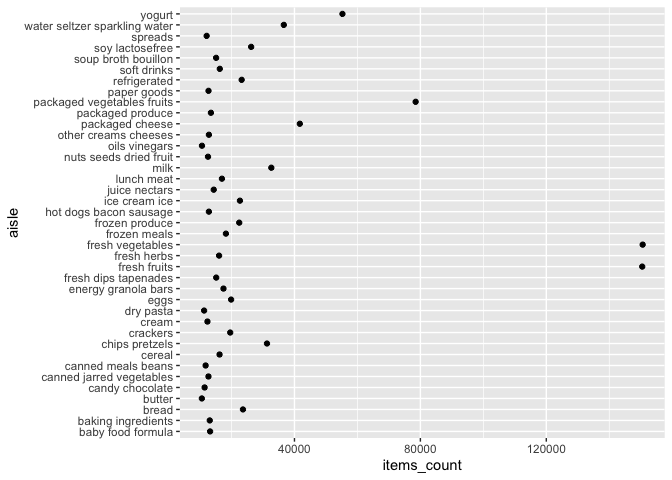 yogurt
water seltzer sparkling water
spreads
soy lactosefree
soup broth bouillon
soft drinks
refrigerated
paper goods
packaged vegetables fruits
packaged produce
packaged cheese
other creams cheeses
oils vinegars
nuts seeds dried fruit
milk
lunch meat
juice nectars
ice cream ice
hot dogs bacon sausage
frozen produce
frozen meals
fresh vegetables
fresh herbs
fresh fruits
fresh dips tapenades
energy granola bars
eggs
dry pasta
cream
crackers
chips pretzels
cereal
canned meals beans
canned jarred vegetables
candy chocolate
butter
bread
baking ingredients
baby food formula
aisle
40000 80000 120000
items_count